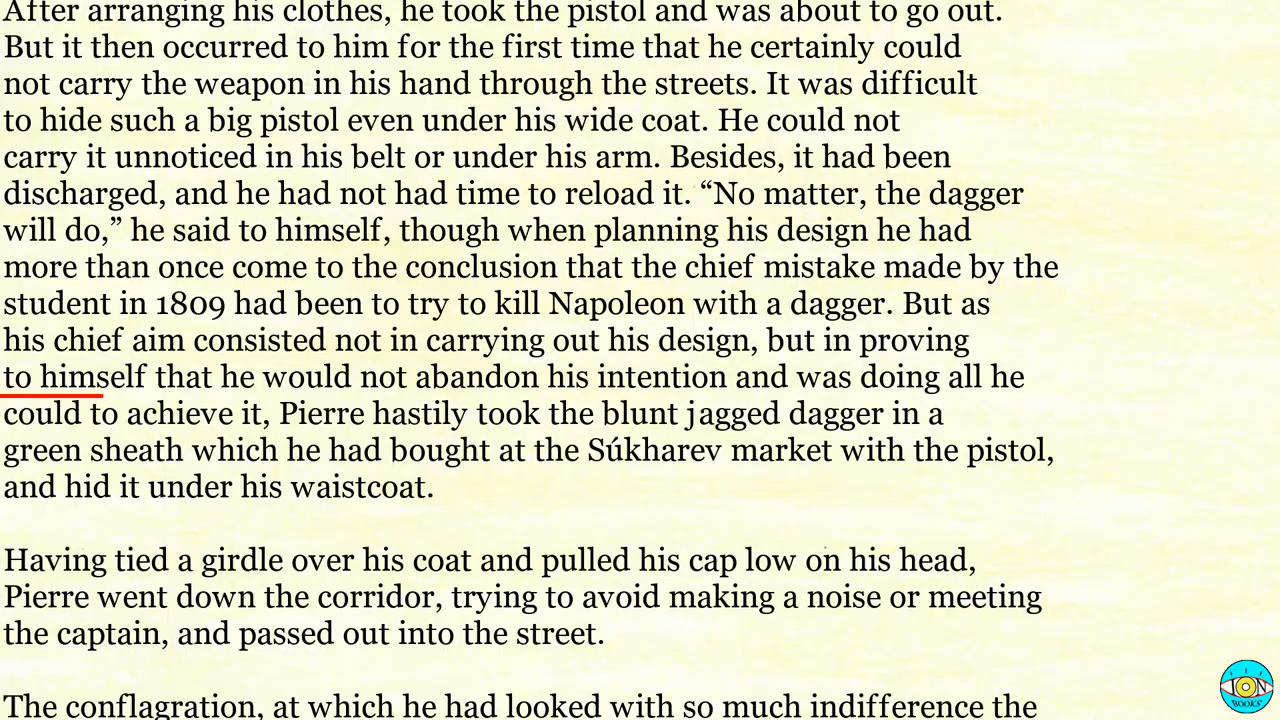 After arranging his clothes, he took the pistol and was about to go out.
But it then occurred to him for the first time that he certainly could
not carry the weapon in his hand through the streets. It was difficult
to hide such a big pistol even under his wide coat. He could not
carry it unnoticed in his belt or under his arm. Besides, it had been
discharged, and he had not had time to reload it. “No matter, the dagger
will do,” he said to himself, though when planning his design he had
more than once come to the conclusion that the chief mistake made by the
student in 1809 had been to try to kill Napoleon with a dagger. But as
his chief aim consisted not in carrying out his design, but in proving
to himself that he would not abandon his intention and was doing all he
could to achieve it, Pierre hastily took the blunt jagged dagger in a
green sheath which he had bought at the Súkharev market with the pistol,
and hid it under his waistcoat.
Having tied a girdle over his coat and pulled his cap low on his head,
Pierre went down the corridor, trying to avoid making a noise or meeting
the captain, and passed out into the street.
The conflagration, at which he had looked with so much indifference the
ION
BOOKS